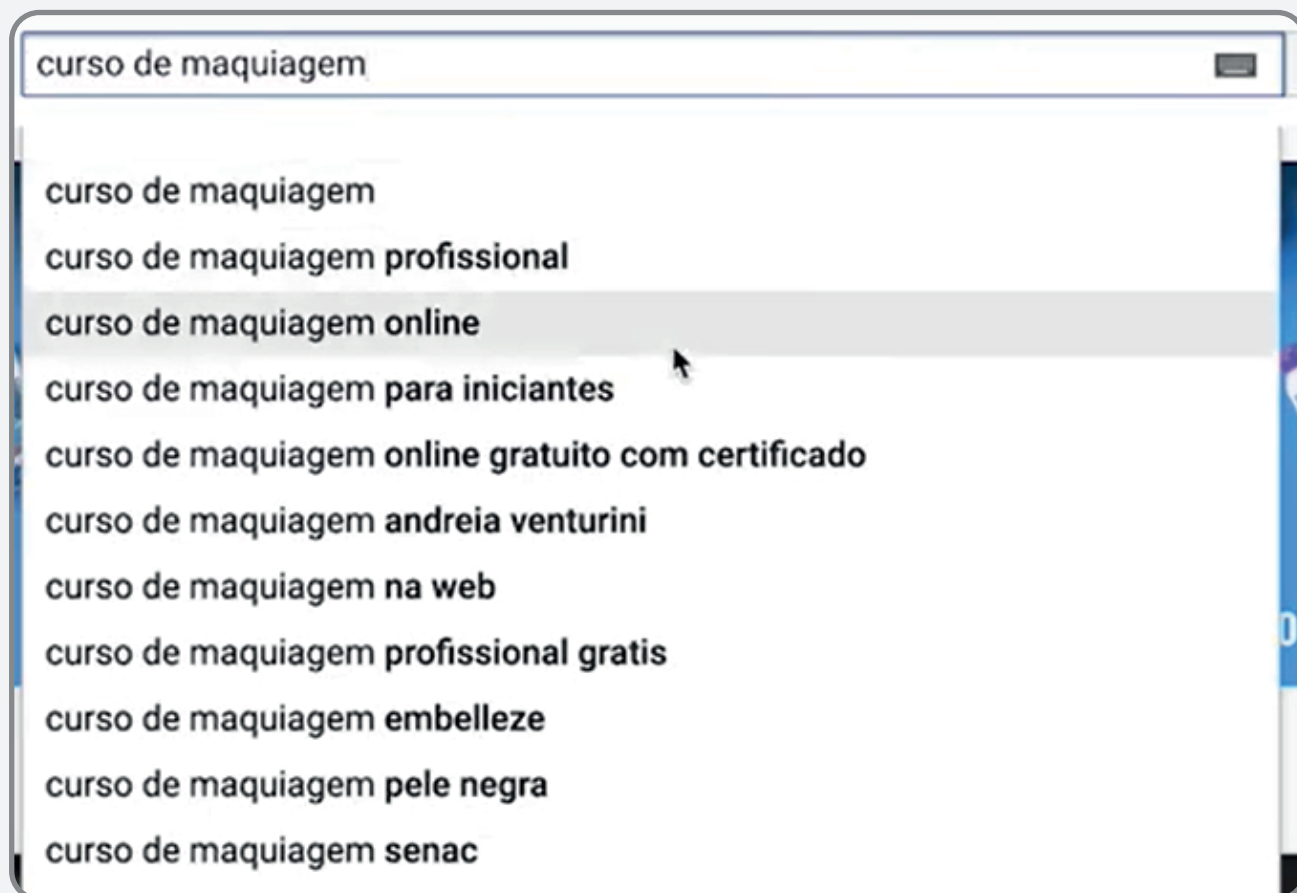 curso de maquiagem
curso de maquiagem
curso de maquiagem profissional
curso de maquiagem online
curso de maquiagem para iniciantes
curso de maquiagem online gratuito com certificado
curso de maquiagem andreia venturini
curso de maquiagem na web
curso de maquiagem profissional gratis
curso de maquiagem embelleze
curso de maquiagem pele negra
curso de maquiagem senac